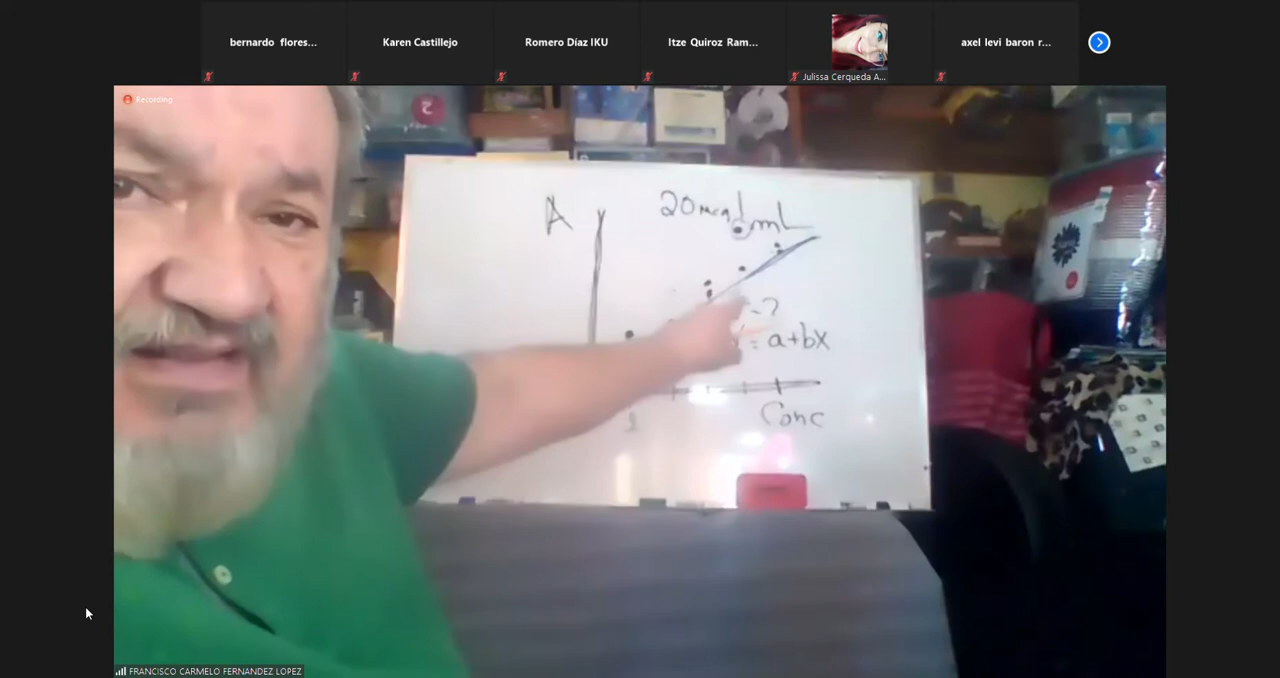 bernardo flores...
Karen Castillejo
Romero Díaz IKU
Itze Quiroz Ram...
Julissa Cerqueda A...
axel levi baron r...
Recording
A
20mcg/mL
r=?
Y=a+bX
1
Conc
FRANCISCO CARMELO FERNANDEZ LOPEZ